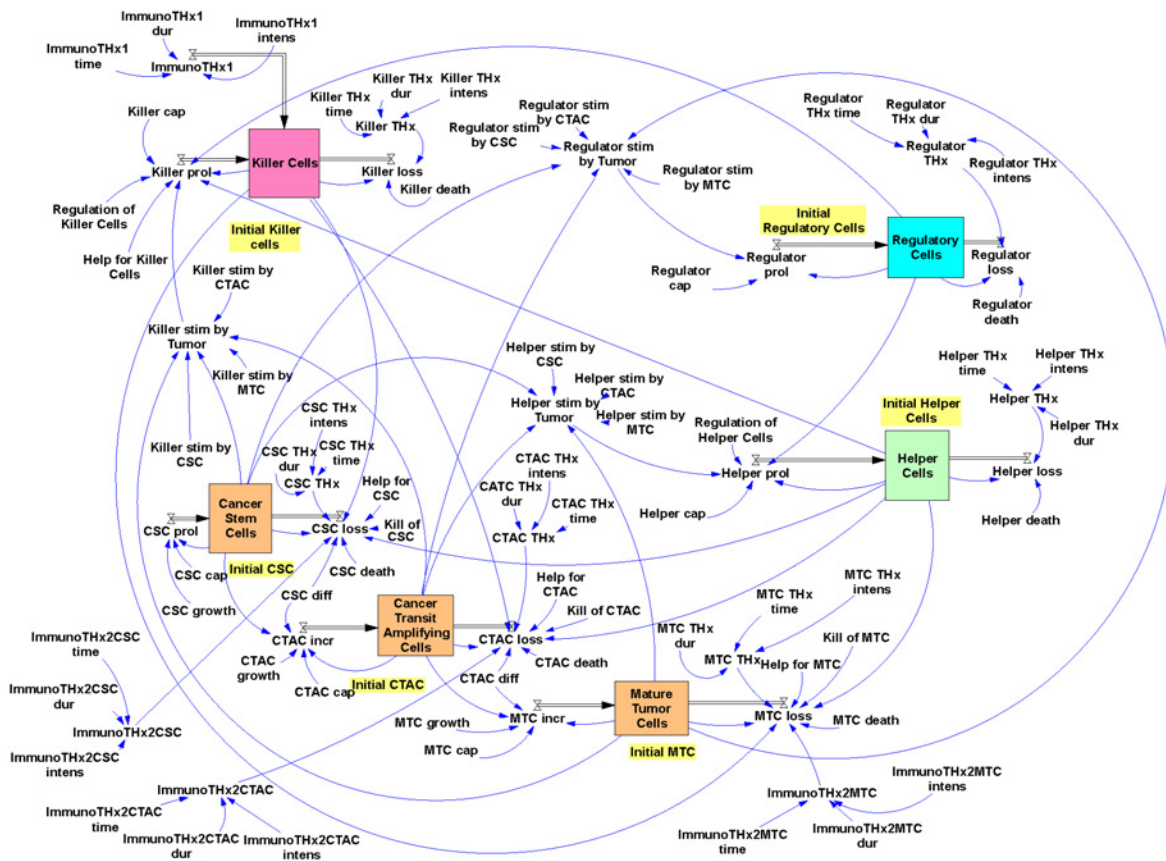 ImmunoTHx1
dur
ImmunoTHx1
intens
ImmunoTHx1
time
ImmunoTHx1
Killer cap
Killer THx
time
Killer THx
dur
Killer THx
intens
Killer THx
Killer Cells
Killer prol
Killer loss
Killer death
Regulation of
Killer Cells
Help for Killer
Cells
Initial Killer
cells
Regulator stim
by CTAC
Regulator stim
by CSC
Regulator stim
by Tumor
Regulator stim
by MTC
Regulator
THx time
Regulator
THx dur
Regulator
THx
Regulator THx
intens
Initial
Regulatory Cells
Regulatory
Cells
Regulator
prol
Regulator
cap
Regulator
loss
Regulator
death
Killer stim by
CTAC
Killer stim by
Tumor
Killer stim by
MTC
Killer stim by
CSC
Helper stim by
CSC
Helper stim by
CTAC
Helper stim by
Tumor
Helper stim by
MTC
Helper THx
time
Helper THx
intens
Helper THx
Helper THx
dur
Initial Helper
Cells
Regulation of
Helper Cells
Helper
Cells
Helper prol
Helper loss
Helper cap
Helper death
CSC THx
intens
CSC THx
dur
CSC THx
time
CSC THx
Cancer
Stem
Cells
CSC prol
CSC loss
Help for
CSC
Kill of
CSC
CSC cap
CSC growth
Initial CSC
CSC death
CSC diff
CTAC THx
intens
CATC THx
dur
CTAC THx
time
CTAC THx
Cancer
Transit
Amplifying
Cells
CTAC incr
CTAC loss
Help for
CTAC
Kill of CTAC
CTAC death
CTAC
growth
CTAC cap
Initial CTAC
CTAC
diff
MTC THx
time
MTC THx
intens
MTC THx
dur
MTC THx
Kill of MTC
Help for MTC
Mature
Tumor
Cells
MTC growth
MTC incr
MTC cap
MTC loss
MTC death
Initial MTC
ImmunoTHx2CSC
time
ImmunoTHx2CSC
dur
ImmunoTHx2CSC
ImmunoTHx2CSC
intens
ImmunoTHx2CTAC
ImmunoTHx2CTAC
time
ImmunoTHx2CTAC
dur
ImmunoTHx2CTAC
intens
ImmunoTHx2MTC
intens
ImmunoTHx2MTC
ImmunoTHx2MTC
time
ImmunoTHx2MTC
dur